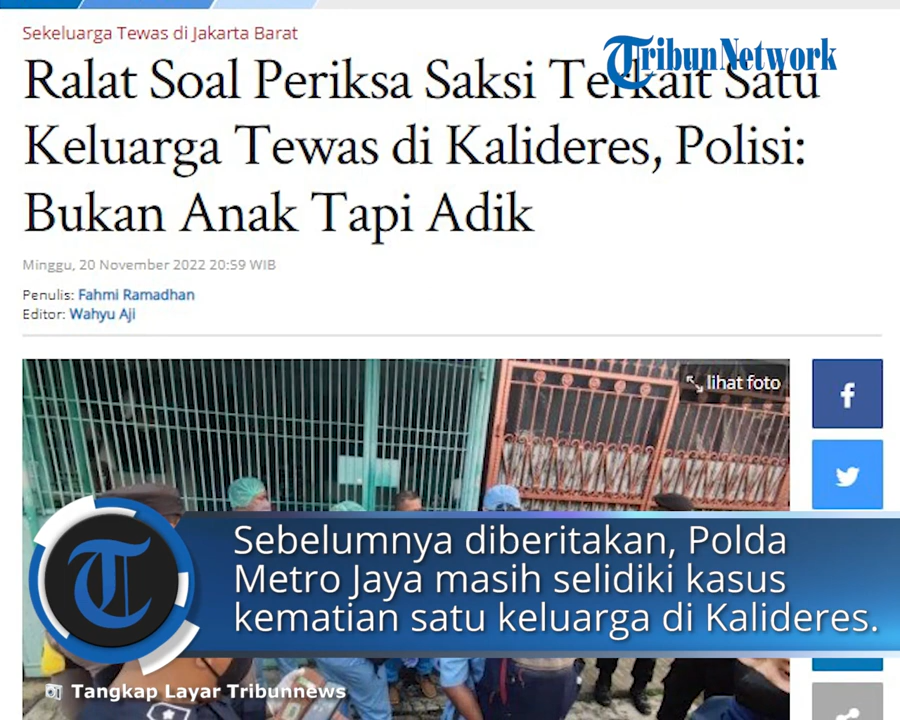 Sekeluarga Tewas di Jakarta Barat
TribunNetwork
Ralat Soal Periksa Saksi Terkait Satu
Keluarga Tewas di Kalideres, Polisi:
Bukan Anak Tapi Adik
Minggu, 20 November 2022 20:59 WIB
Penulis: Fahmi Ramadhan
Editor: Wahyu Aji
lihat foto
f
T
Sebelumnya diberitakan, Polda
Metro Jaya masih selidiki kasus
kematian satu keluarga di Kalideres.
Tangkap Layar Tribunnews